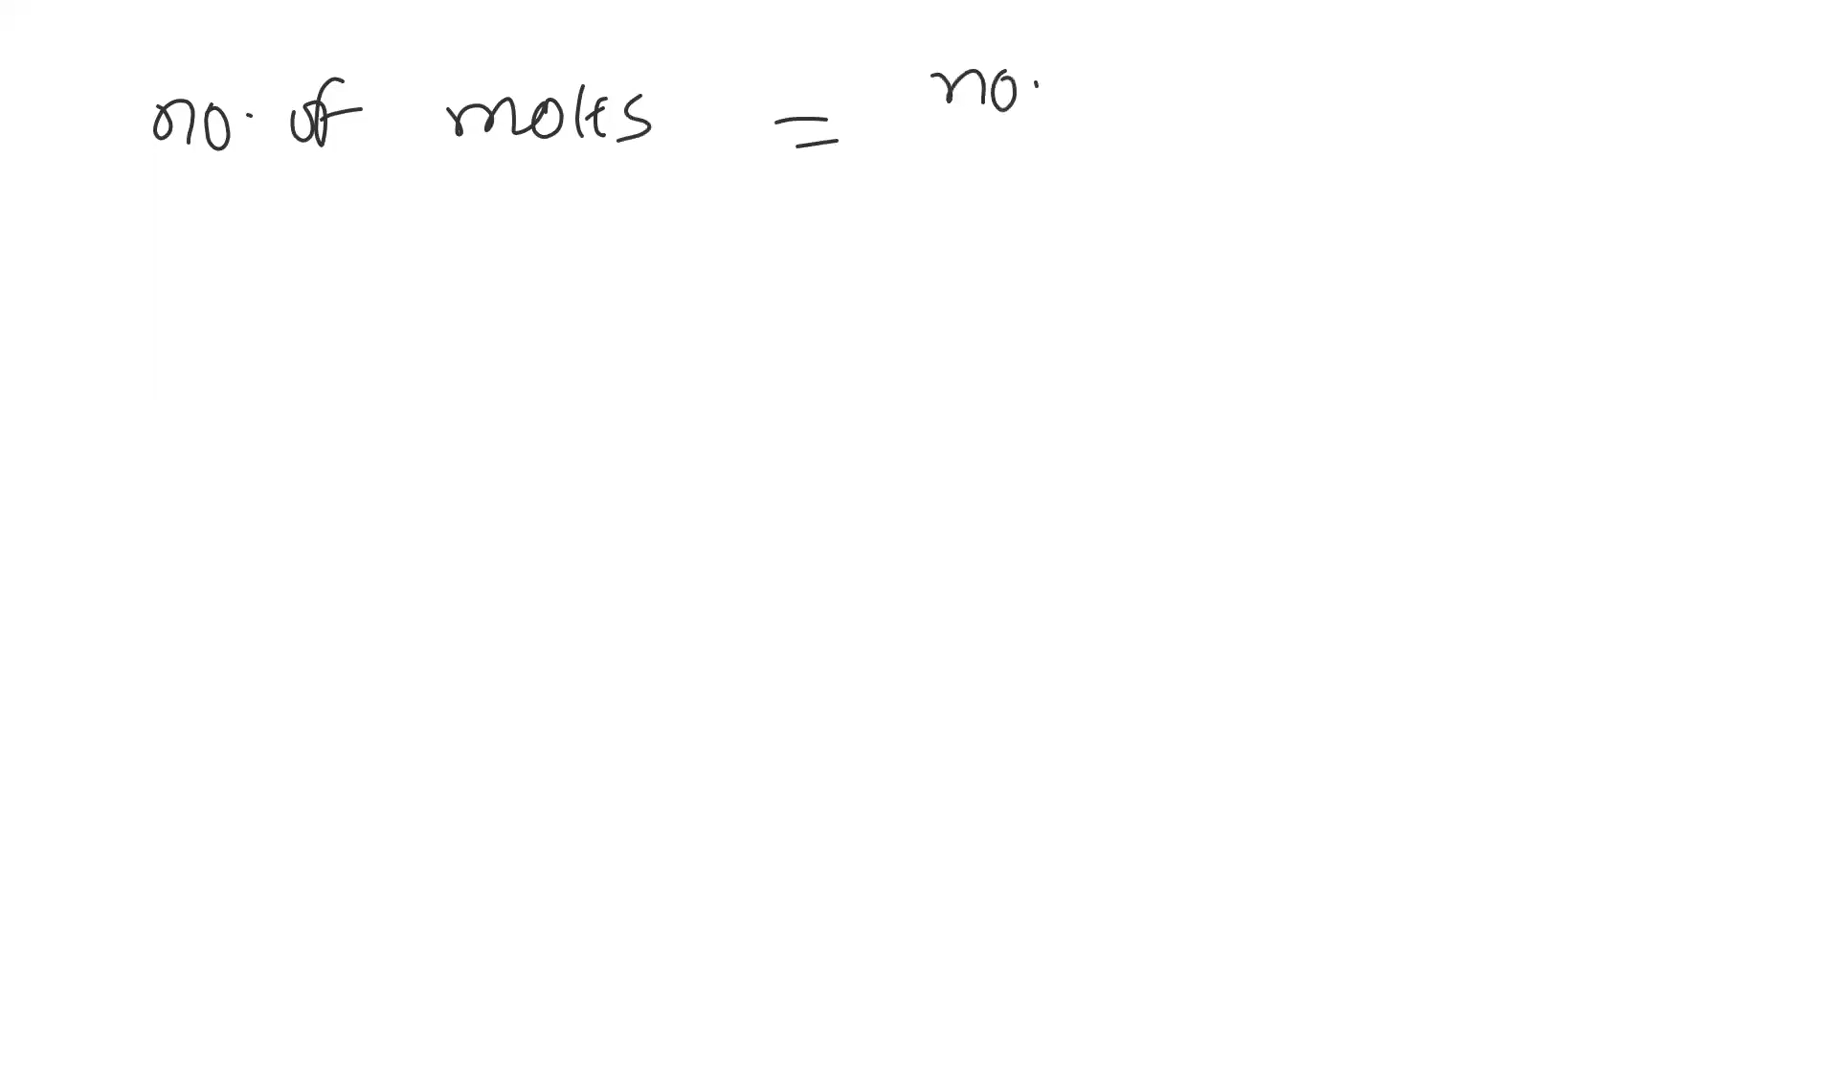 no. of moles = no.